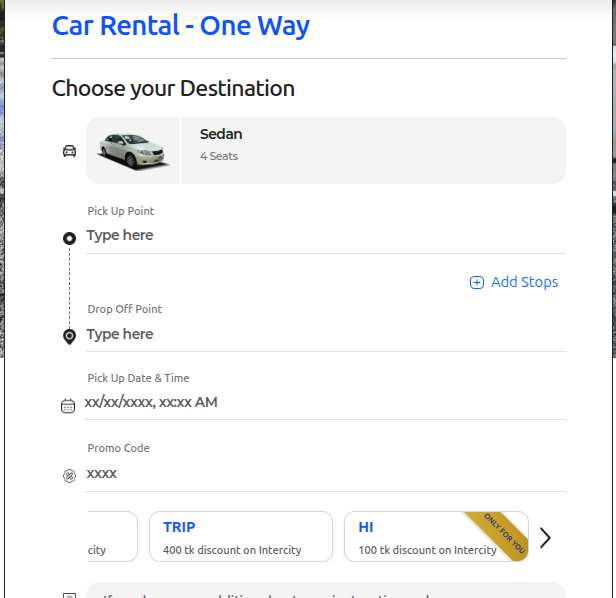 Car Rental - One Way
Choose your Destination
Sedan
4 Seats
Pick Up Point
Type here
Add Stops
Drop Off Point
Type here
Pick Up Date & Time
xx/xx/xxxx, xx:xx AM
Promo Code
xxxx
city
TRIP
400 tk discount on Intercity
HI
100 tk discount on Intercity
ONLY FOR YOU